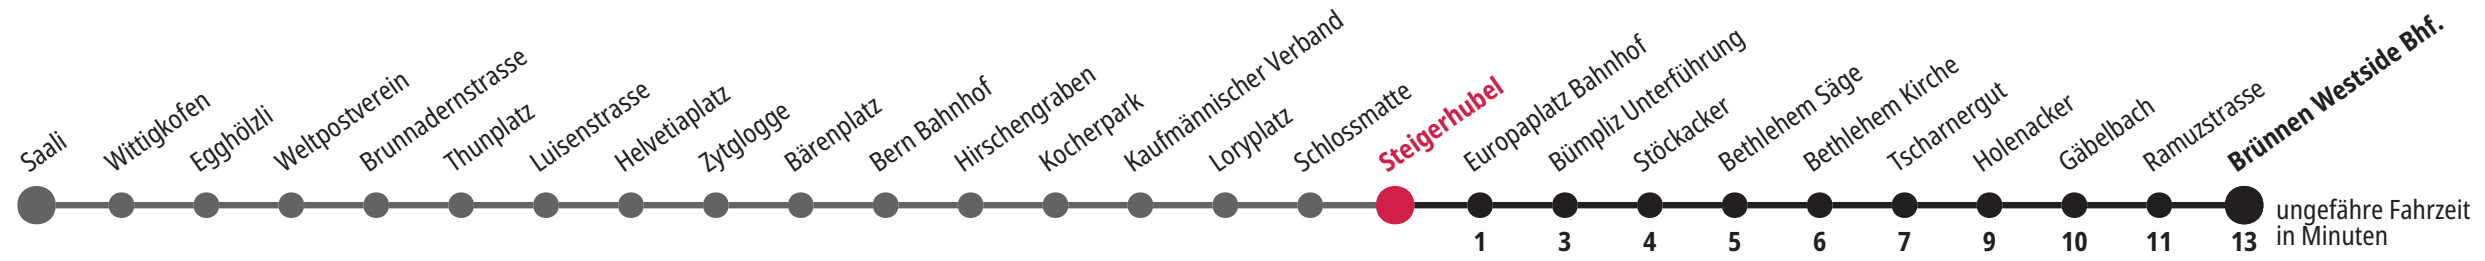 Saali
Wittigkofen
Egghölzli
Weltpostverein
Brunnadernstrasse
Thunplatz
Luisenstrasse
Helvetiaplatz
Zytglogge
Bärenplatz
Bern Bahnhof
Hirschengraben
Kocherpark
Kaufmännischer Verband
Loryplatz
Schlossmatte
Steigerhubel
Europaplatz Bahnhof
Bümpliz Unterführung
Stöckacker
Bethlehem Säge
Bethlehem Kirche
Tscharnergut
Holenacker
Gäbelbach
Ramuzstrasse
Brünnen Westside Bhf.
1 3 4 5 6 7 9 10 11 13
ungefähre Fahrzeit
in Minuten